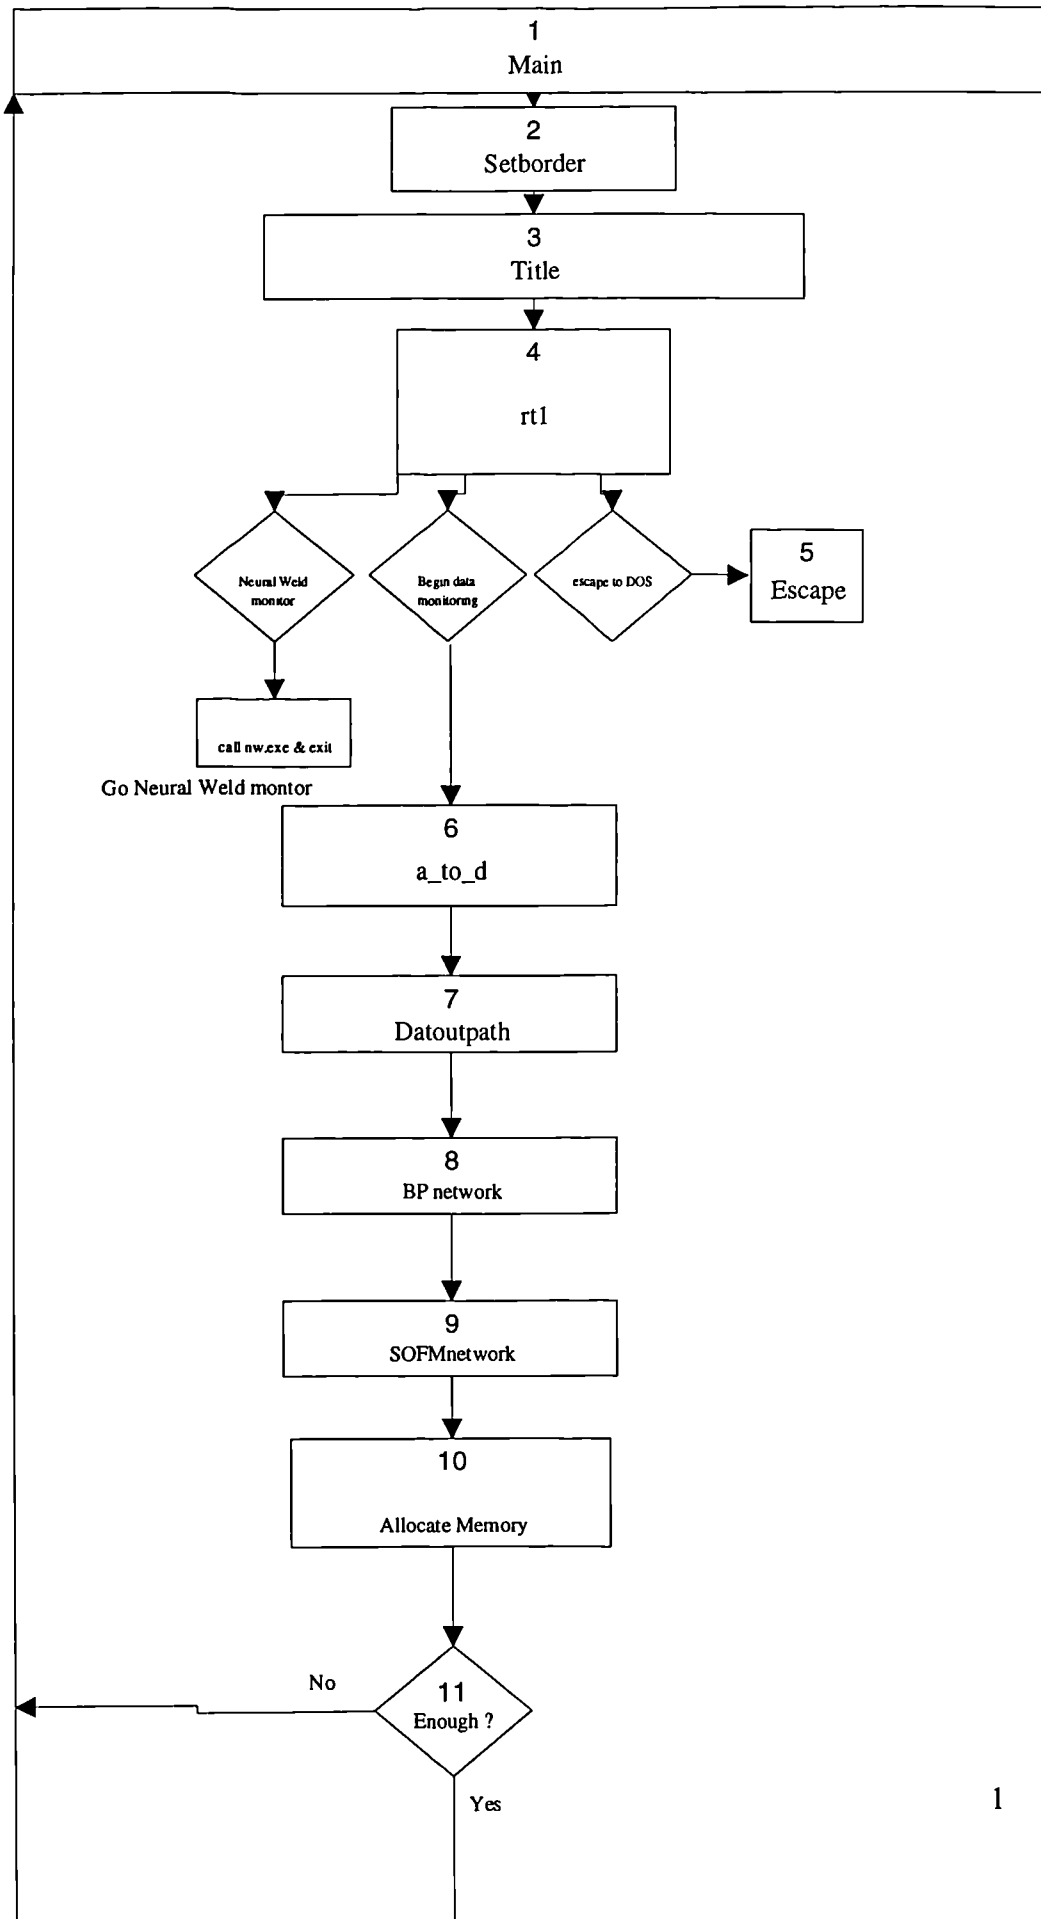 1
Main
2
Setborder
3
Title
4
rt1
Neural Weld
monitor
Begin data
monitoring
escape to DOS
5
Escape
call nw.exe & exit
Go Neural Weld montor
6
a_to_d
7
Datoutpath
8
BP network
9
SOFMnetwork
10
Allocate Memory
11
Enough ?
No
Yes
1